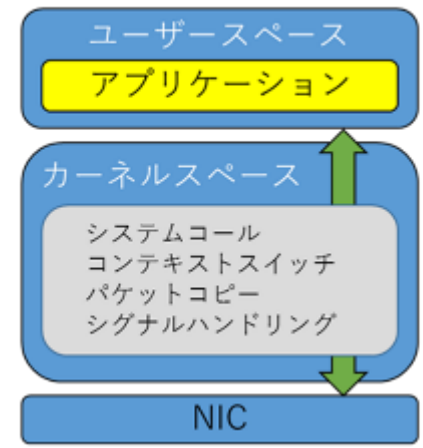 ユーザースペース
アプリケーション
カーネルスペース
システムコール
コンテキストスイッチ
パケットコピー
シグナルハンドリング
NIC